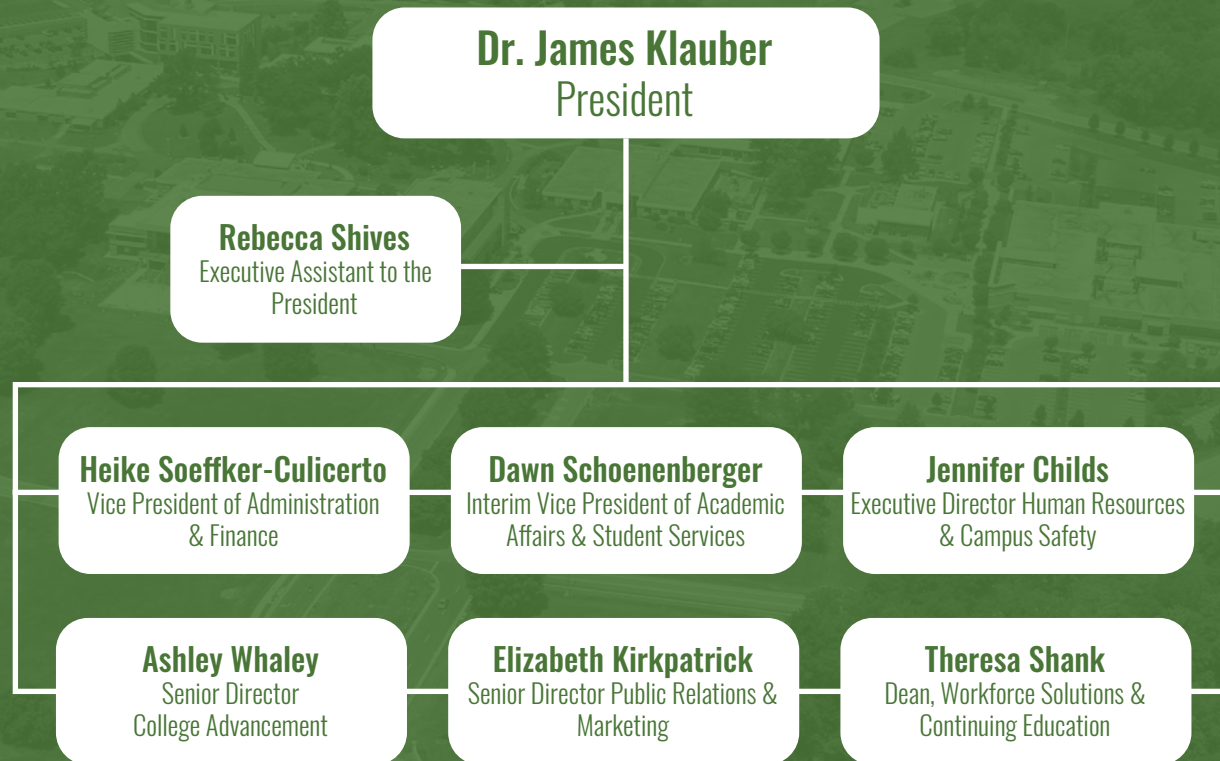 Dr. James Klauber
President
Rebecca Shives
Executive Assistant to the
President
Heike Soeffker-Culicerto
Vice President of Administration
& Finance
Dawn Schoenenberger
Interim Vice President of Academic
Affairs & Student Services
Jennifer Childs
Executive Director Human Resources
& Campus Safety
Ashley Whaley
Senior Director
College Advancement
Elizabeth Kirkpatrick
Senior Director Public Relations &
Marketing
Theresa Shank
Dean, Workforce Solutions &
Continuing Education